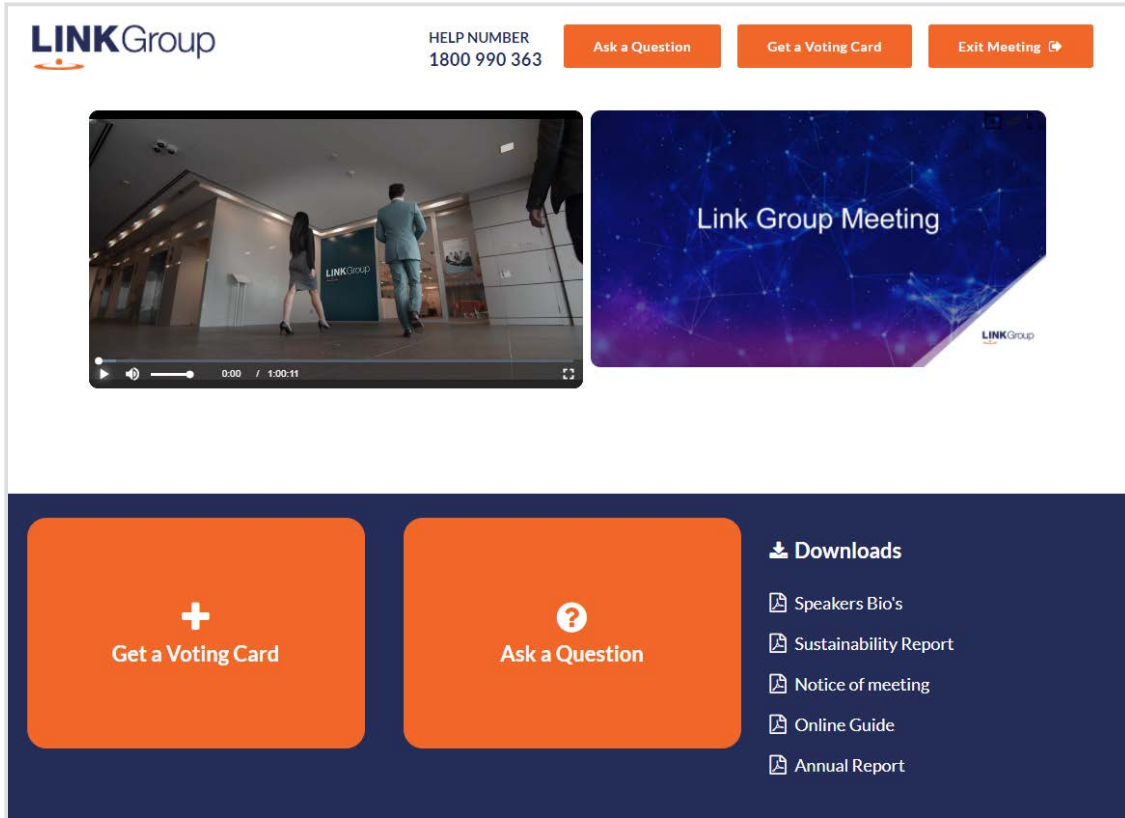 LINKGroup
HELP NUMBER
1800 990 363
Ask a Question
Get a Voting Card
Exit Meeting
LINKGroup
0:00 / 1:00:11
Link Group Meeting
LINKGroup
Get a Voting Card
Ask a Question
Downloads
Speakers Bio's
Sustainability Report
Notice of meeting
Online Guide
Annual Report